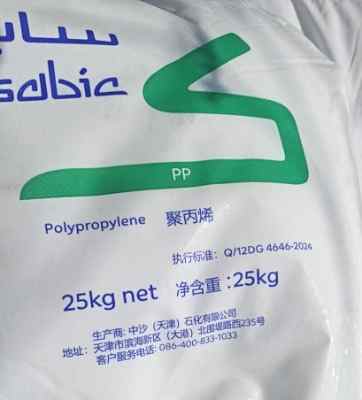 سابك
sabic
PP
Polypropylene 聚丙烯
执行标准: Q/12DG 4646-2024
25kg net 净含重:25kg
生产商: 中沙(天津)石化有限公司
地址: 天津市滨海新区(大港)北围堤路西235号
客户服务电话: 086-400-833-1033